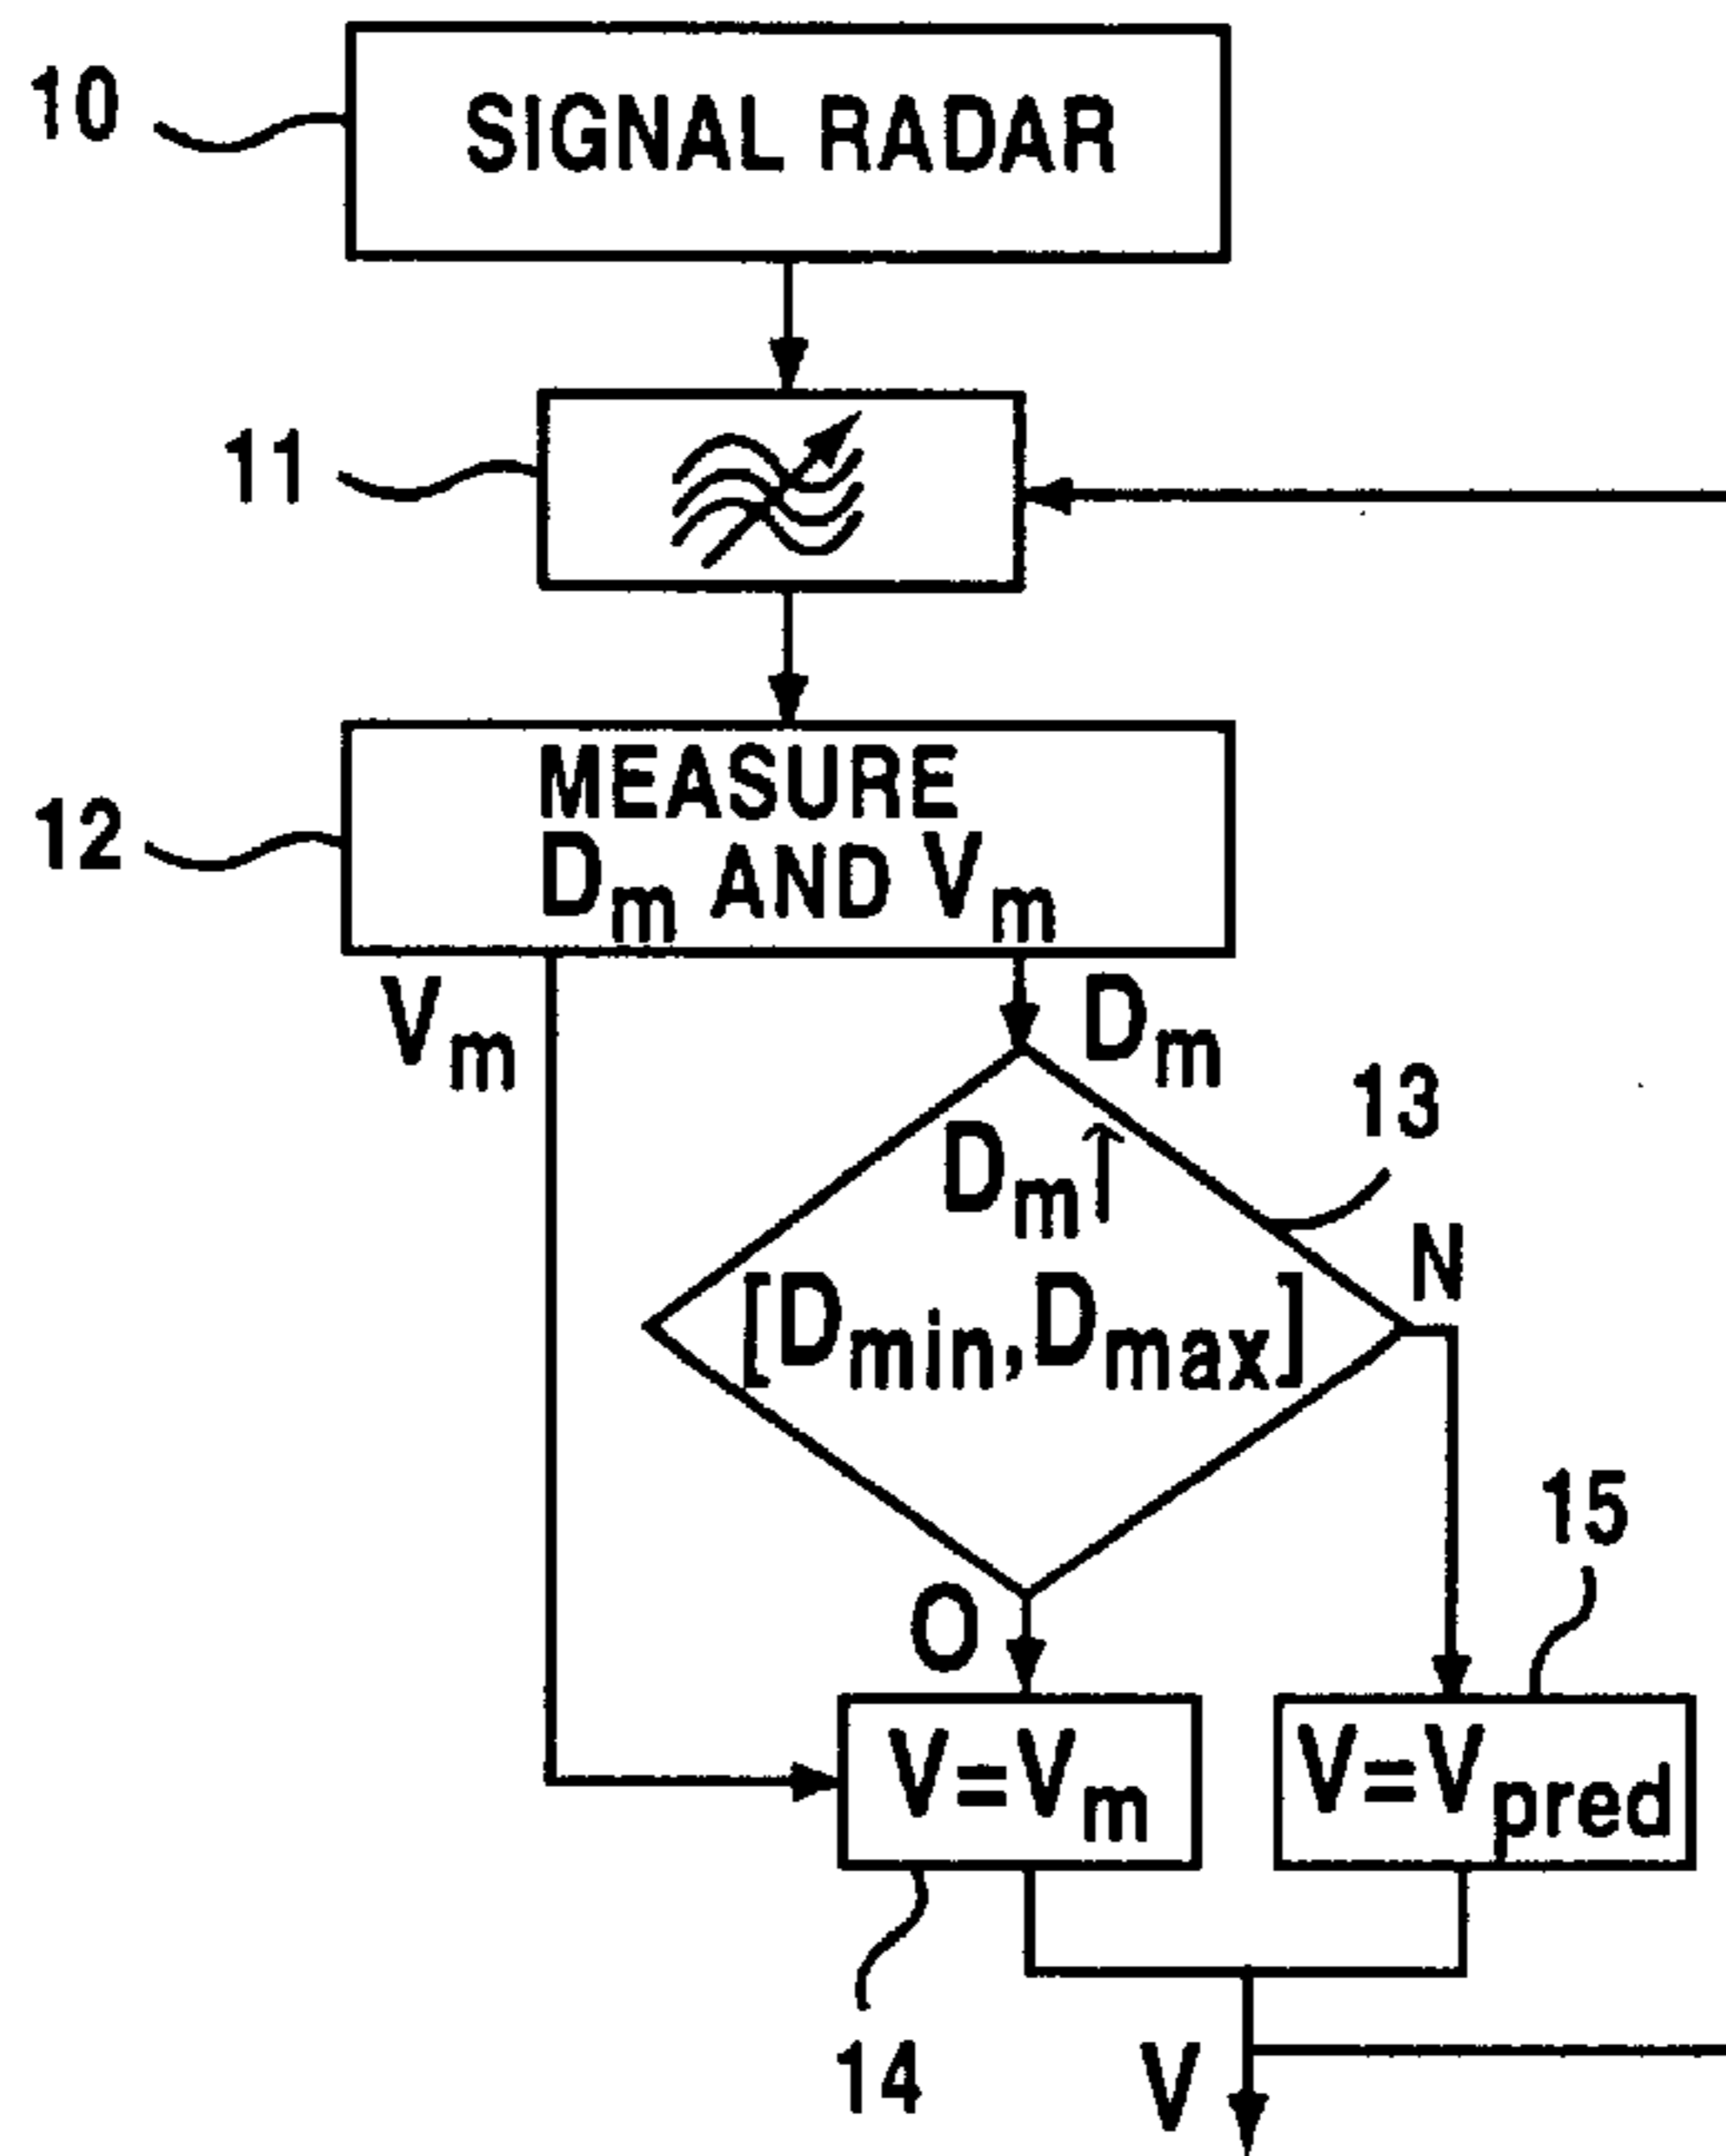 10
SIGNAL RADAR
11
12
MEASURE
Dm AND Vm
Vm
Dm
13
Dm↑
N
[Dmin,Dmax]
15
O
V=Vm
V=Vpred
14
V